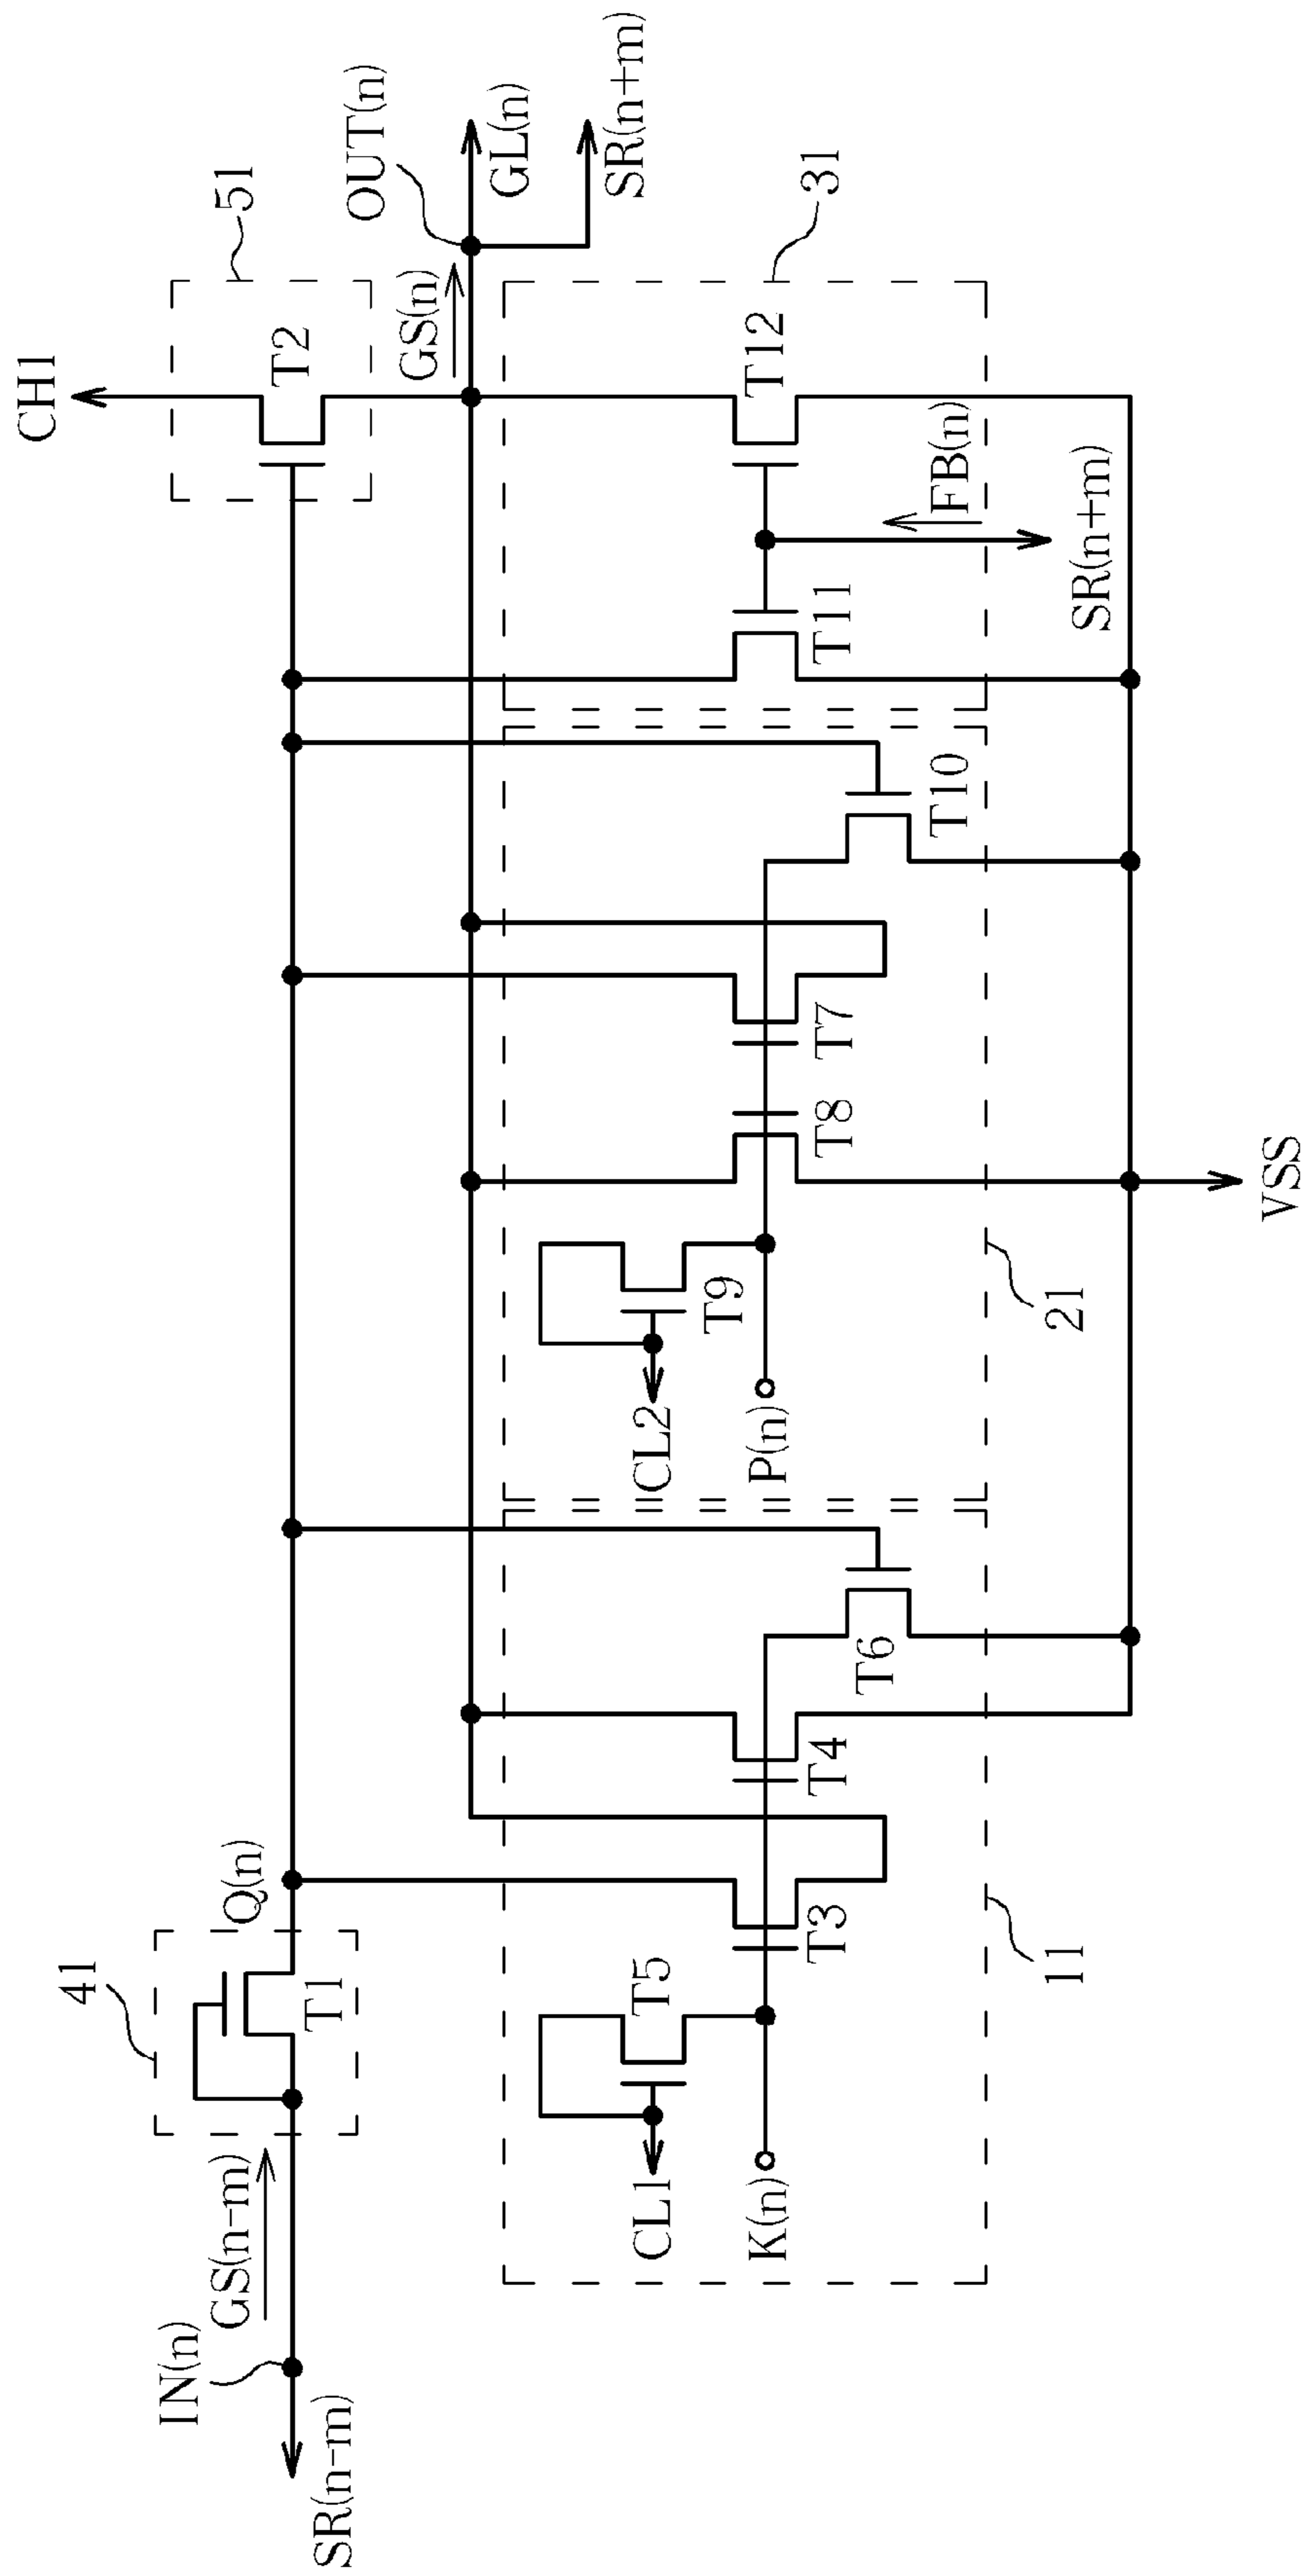 CH1
51
T2
OUT(n)
GL(n)
SR(n+m)
GS(n)
31
T12
FB(n)
SR(n+m)
T11
T10
T7
T8
VSS
T9
CL2
P(n)
21
T6
T4
Q(n)
41
T1
T3
T5
11
CL1
K(n)
GS(n-m)
IN(n)
SR(n-m)